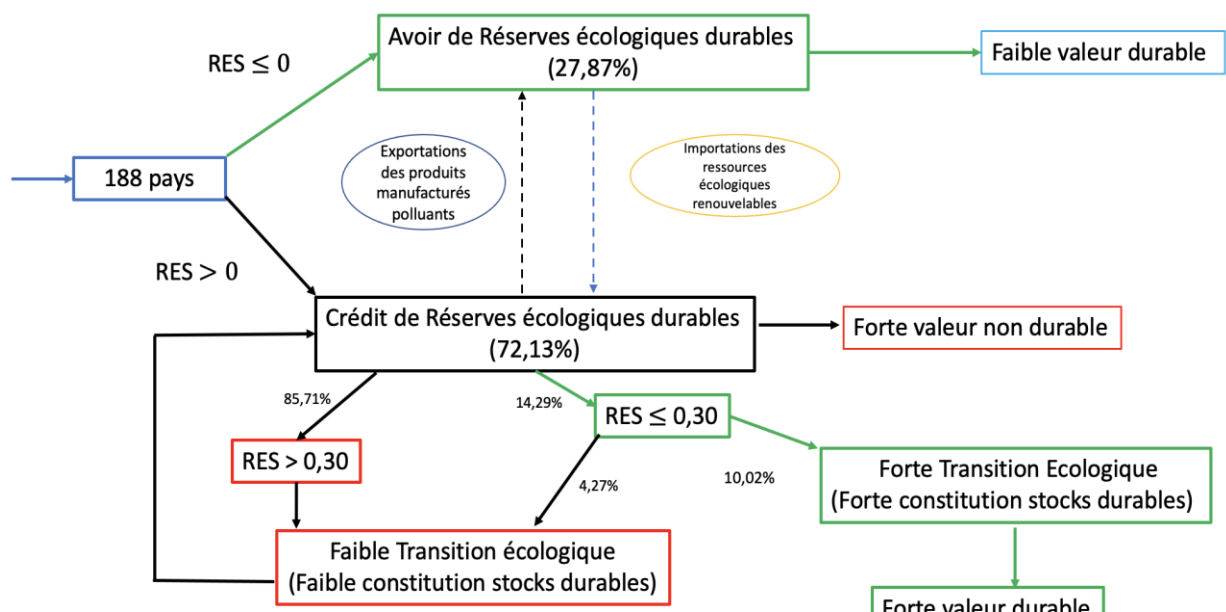 Avoir de Réserves écologiques durables
(27,87%)
Faible valeur durable
RES ≤ 0
Exportations
des produits
manufacturés
polluants
Importations des
ressources
écologiques
renouvelables
188 pays
RES > 0
Crédit de Réserves écologiques durables
(72,13%)
Forte valeur non durable
85,71%
14,29%
RES ≤ 0,30
RES > 0,30
4,27%
10,02%
Forte Transition Ecologique
(Forte constitution stocks durables)
Faible Transition écologique
(Faible constitution stocks durables)
Forte valeur durable